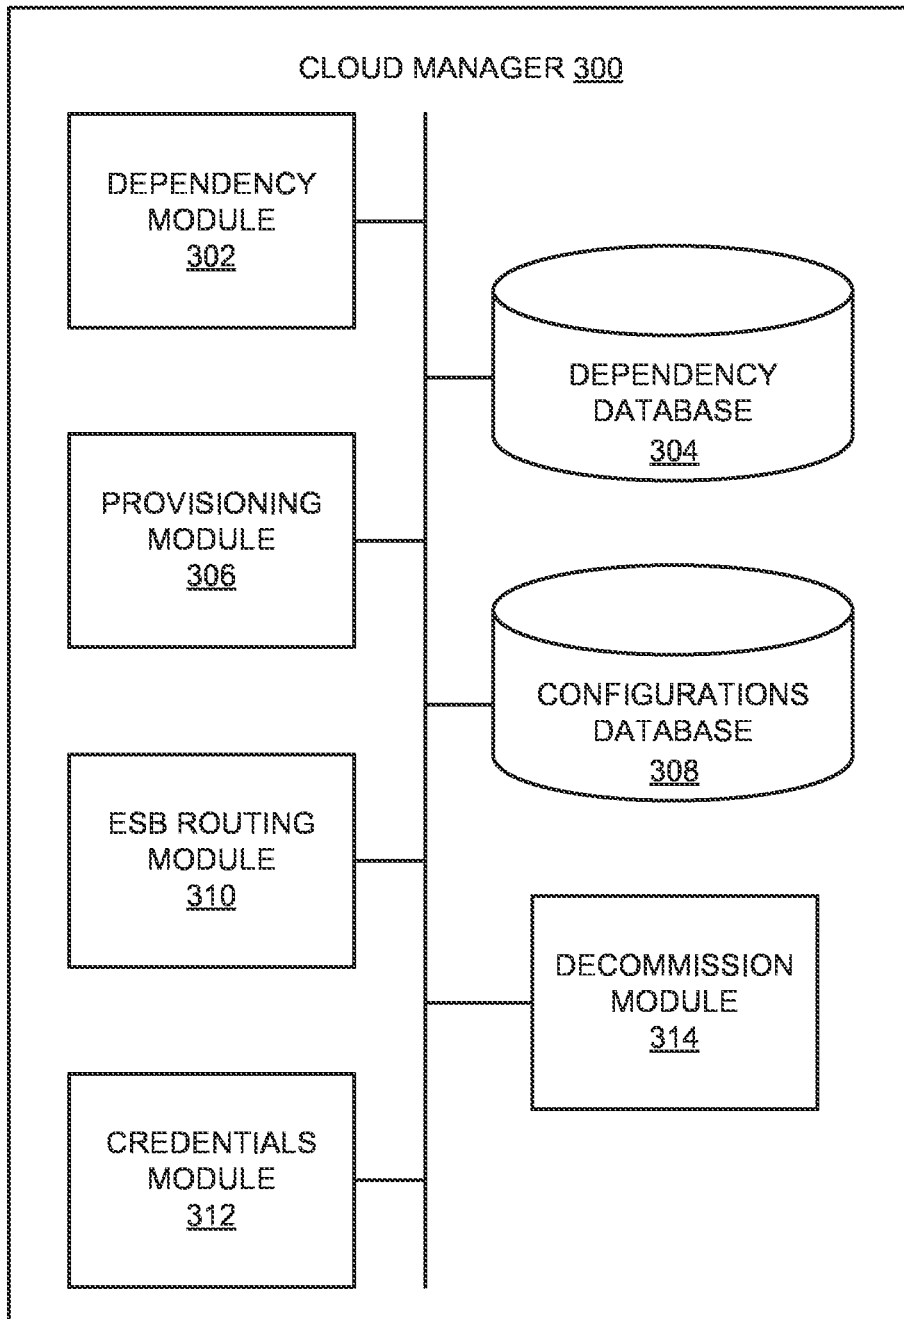 CLOUD MANAGER 300
DEPENDENCY
MODULE
302
DEPENDENCY
DATABASE
304
PROVISIONING
MODULE
306
CONFIGURATIONS
DATABASE
308
ESB ROUTING
MODULE
310
DECOMMISSION
MODULE
314
CREDENTIALS
MODULE
312